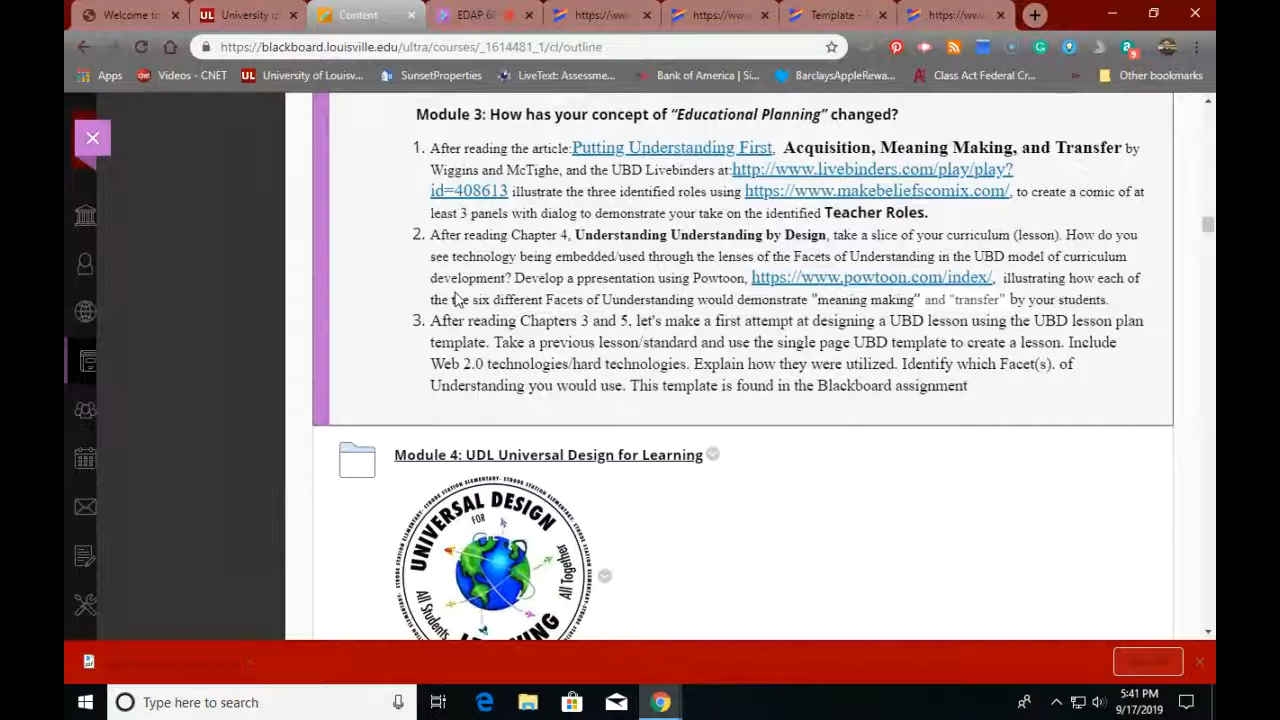 Welcome to
University of
Content
EDAP 60
https://www
https://www
Template -
https://www
https://blackboard.louisville.edu/ultra/courses/_1614481_1/cl/outline
Apps
Videos - CNET
University of Louisv...
SunsetProperties
LiveText: Assessme...
Bank of America | Si...
BarclaysAppleRewa...
Class Act Federal Cr...
»
Other bookmarks
Module 3: How has your concept of "Educational Planning" changed?
1. After reading the article:Putting Understanding First, Acquisition, Meaning Making, and Transfer by
Wiggins and McTighe, and the UBD Livebinders at:http://www.livebinders.com/play/play?
id=408613 illustrate the three identified roles using https://www.makebeliefscomix.com/, to create a comic of at
least 3 panels with dialog to demonstrate your take on the identified Teacher Roles.
2. After reading Chapter 4, Understanding Understanding by Design, take a slice of your curriculum (lesson). How do you
see technology being embedded/used through the lenses of the Facets of Understanding in the UBD model of curriculum
development? Develop a ppresentation using Powtoon, https://www.powtoon.com/index/, illustrating how each of
the the six different Facets of Uunderstanding would demonstrate "meaning making" and "transfer" by your students.
3. After reading Chapters 3 and 5, let's make a first attempt at designing a UBD lesson using the UBD lesson plan
template. Take a previous lesson/standard and use the single page UBD template to create a lesson. Include
Web 2.0 technologies/hard technologies. Explain how they were utilized. Identify which Facet(s). of
Understanding you would use. This template is found in the Blackboard assignment
Module 4: UDL Universal Design for Learning
STRODE STATION ELEMENTARY
UNIVERSAL DESIGN
FOR
All Together
All Students
LEARNING
Type here to search
5:41 PM
9/17/2019